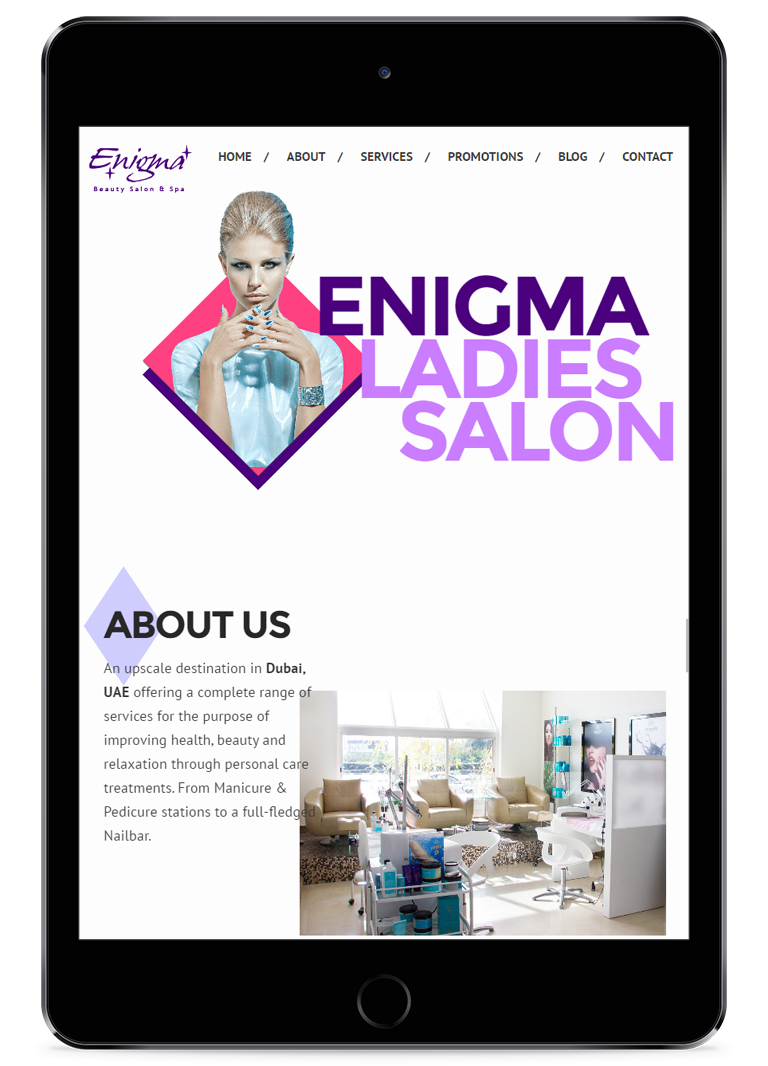 Enigma
Beauty Salon & Spa
HOME / ABOUT / SERVICES / PROMOTIONS / BLOG / CONTACT
ENIGMA
LADIES
SALON
ABOUT US
An upscale destination in Dubai,
UAE offering a complete range of
services for the purpose of
improving health, beauty and
relaxation through personal care
treatments. From Manicure &
Pedicure stations to a full-fledged
Nailbar.